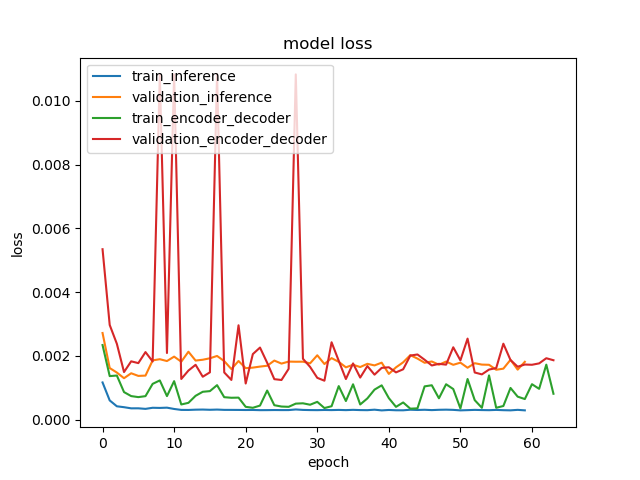 model loss
train_inference
validation_inference
train_encoder_decoder
validation_encoder_decoder
loss
0.010
0.008
0.006
0.004
0.002
0.000
0 10 20 30 40 50 60
epoch